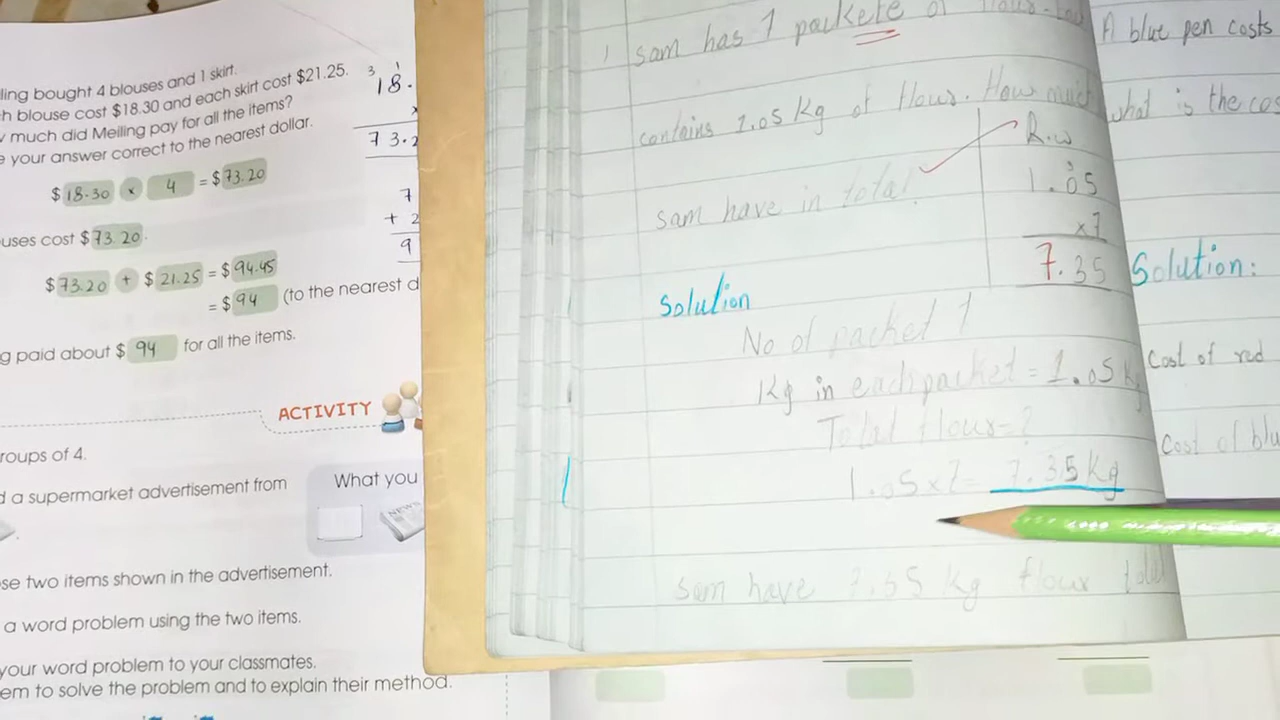 ling bought 4 blouses and 1 skirt.
h blouse cost $18.30 and each skirt cost $21.25.
much did Meiling pay for all the items?
e your answer correct to the nearest dollar.
$ 18.30 × 4 = $73.20
uses cost $73.20.
$73.20 + $21.25 = $94.45
= $94 (to the nearest d
g paid about $ 94 for all the items.
3 1
18.
×
73.2
7
+ 2
9
ACTIVITY
roups of 4.
d a supermarket advertisement from
What you
NEWS
se two items shown in the advertisement.
a word problem using the two items.
your word problem to your classmates.
em to solve the problem and to explain their method.
1 Sam has 7 packete of flour.
contains 1.05 Kg of flour. How much
Sam have in total?
R.w
3
1.05
×7
7.35
Solution
No of packet 7
Kg in each packet = 1.05 K
Total flour=?
1.05×7= 7.35 Kg
Sam have 7.35 Kg flour total
A blue pen costs
what is the cos
Solution:
Cost of red
Cost of blu